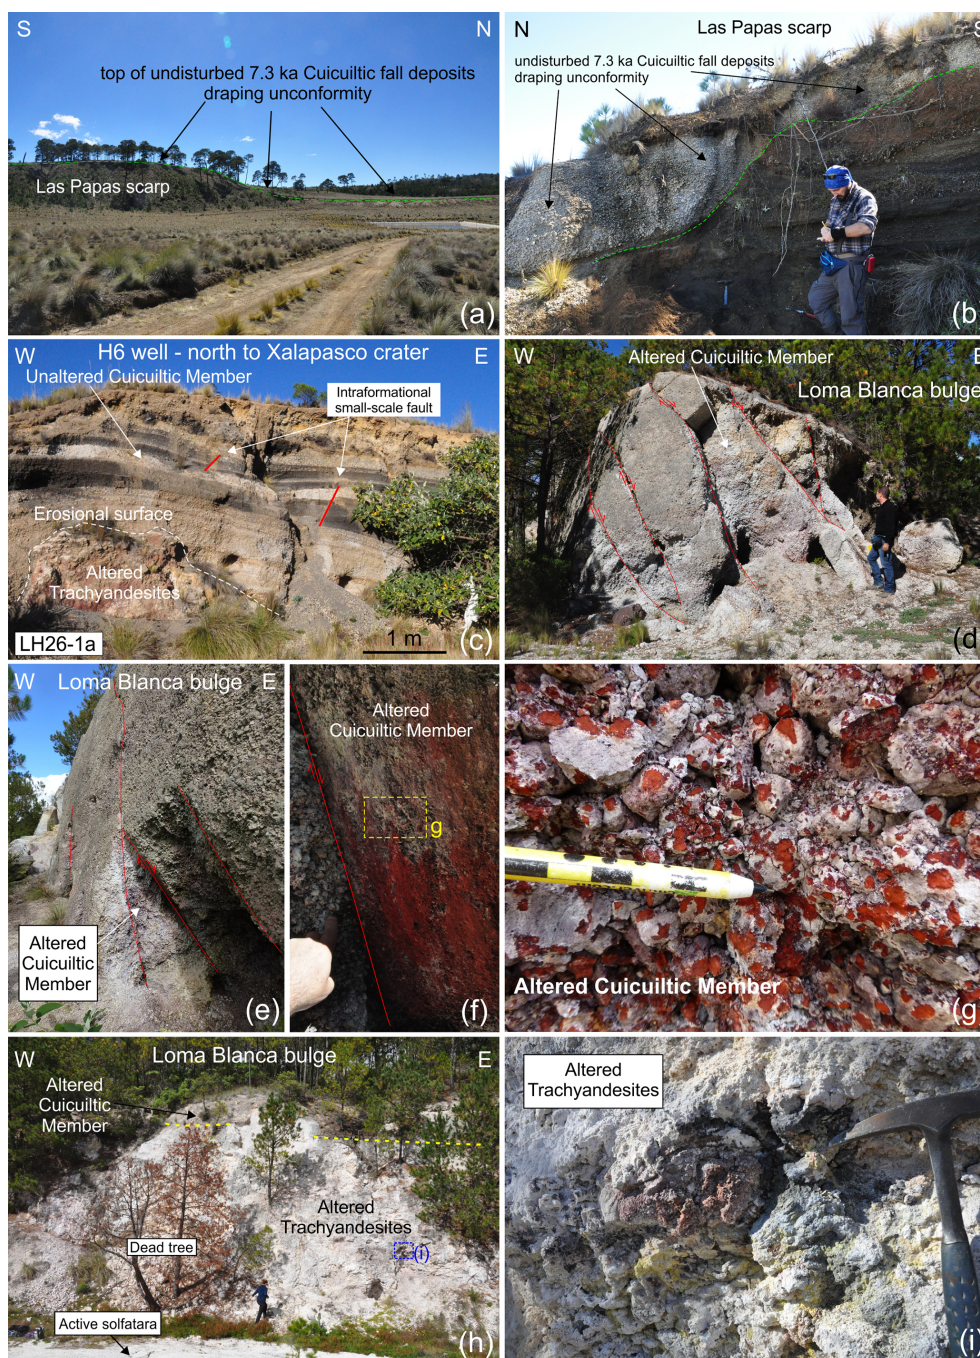 S
N
top of undisturbed 7.3 ka Cuicuiltic fall deposits
draping unconformity
Las Papas scarp
(a)
N
Las Papas scarp
S
undisturbed 7.3 ka Cuicuiltic fall deposits
draping unconformity
(b)
W
H6 well - north to Xalapasco crater
E
Unaltered Cuicuiltic Member
Intraformational
small-scale fault
Erosional surface
Altered
Trachyandesites
LH26-1a
1 m
(c)
W
Altered Cuicuiltic Member
E
Loma Blanca bulge
(d)
W
Loma Blanca bulge
E
Altered
Cuicuiltic
Member
(e)
Altered
Cuicuiltic Member
g
(f)
Altered Cuicuiltic Member
(g)
W
Loma Blanca bulge
E
Altered
Cuicuiltic
Member
Altered
Trachyandesites
(i)
Dead tree
Active solfatara
(h)
Altered
Trachyandesites
(i)